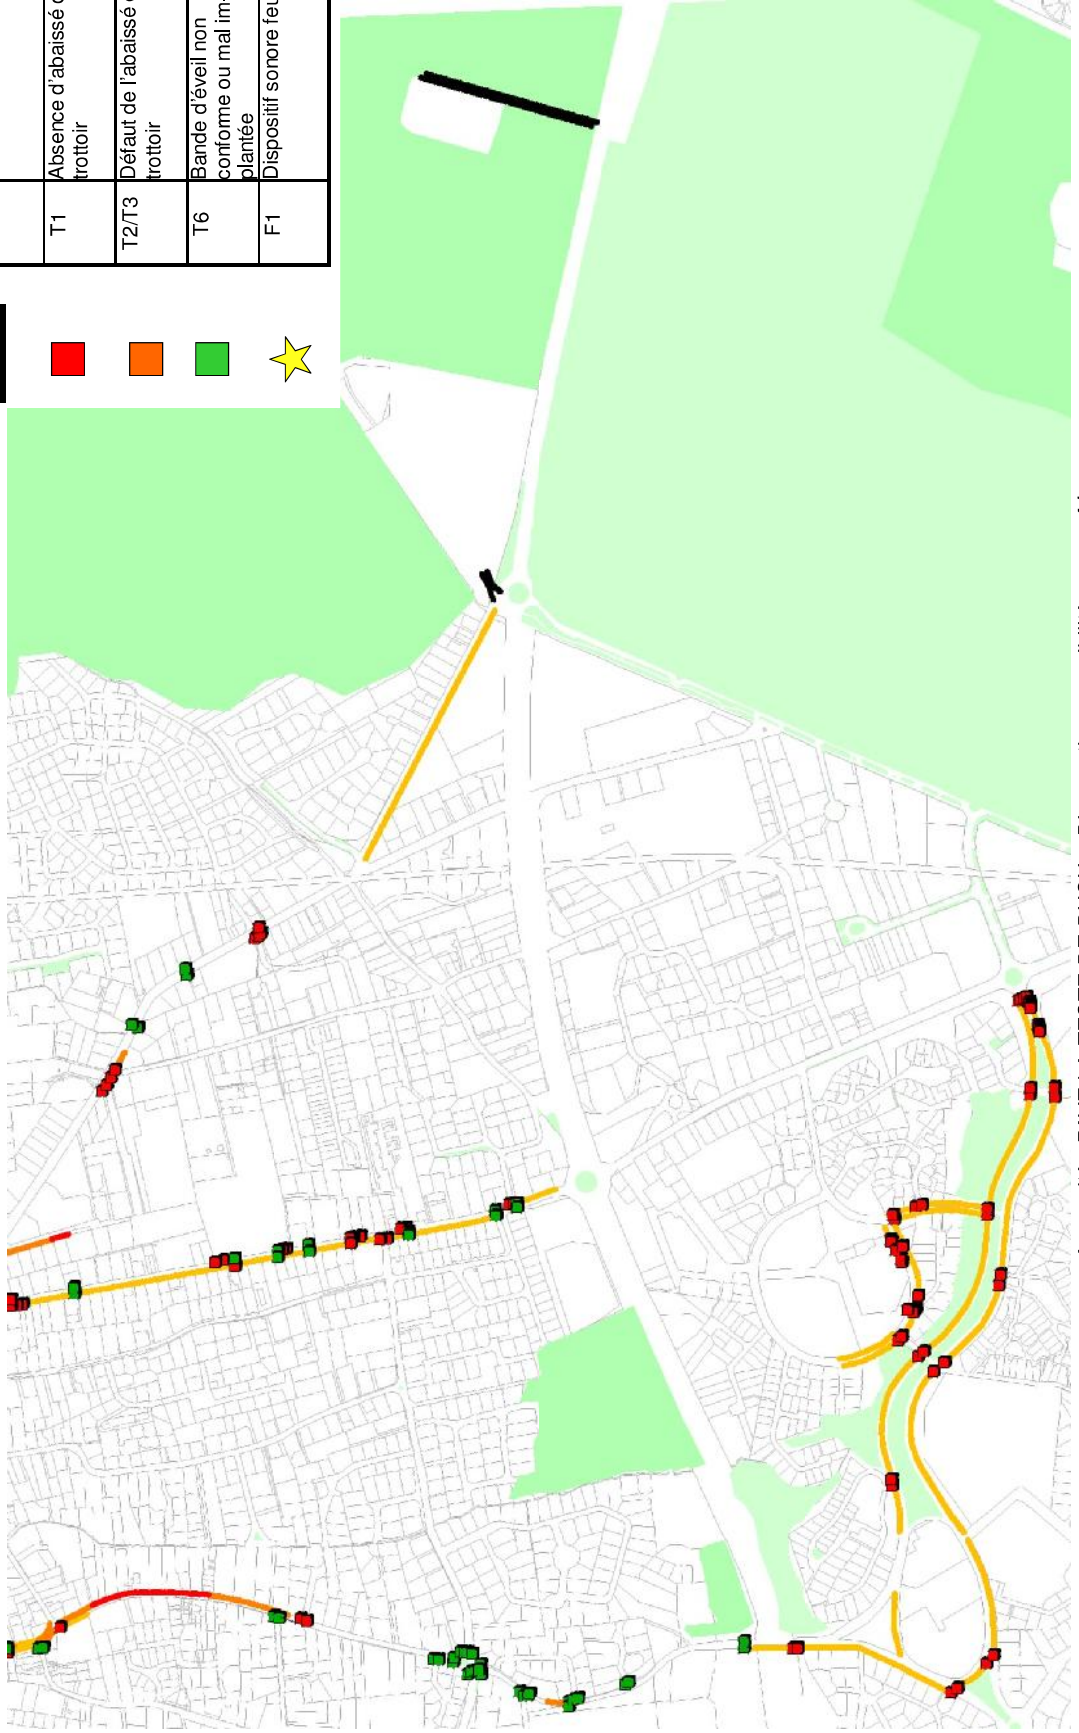 T1
Absence d'abaissé
trottoir
T2/T3
Défaut de l'abaissé
trottoir
T6
Bande d'éveil non
conforme ou mal im-
plantée
F1
Dispositif sonore feu